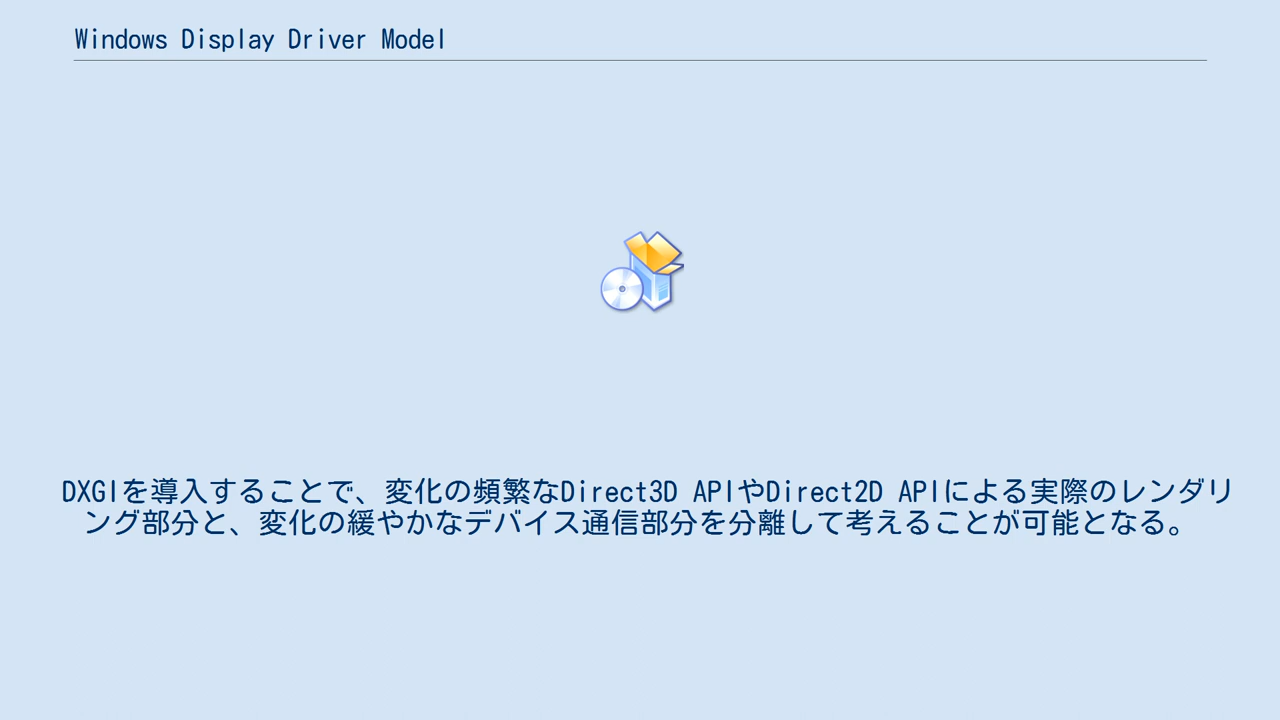 Windows Display Driver Model
DXGIを導入することで、変化の頻繁なDirect3D APIやDirect2D APIによる実際のレンダリ
ング部分と、変化の緩やかなデバイス通信部分を分離して考えることが可能となる。